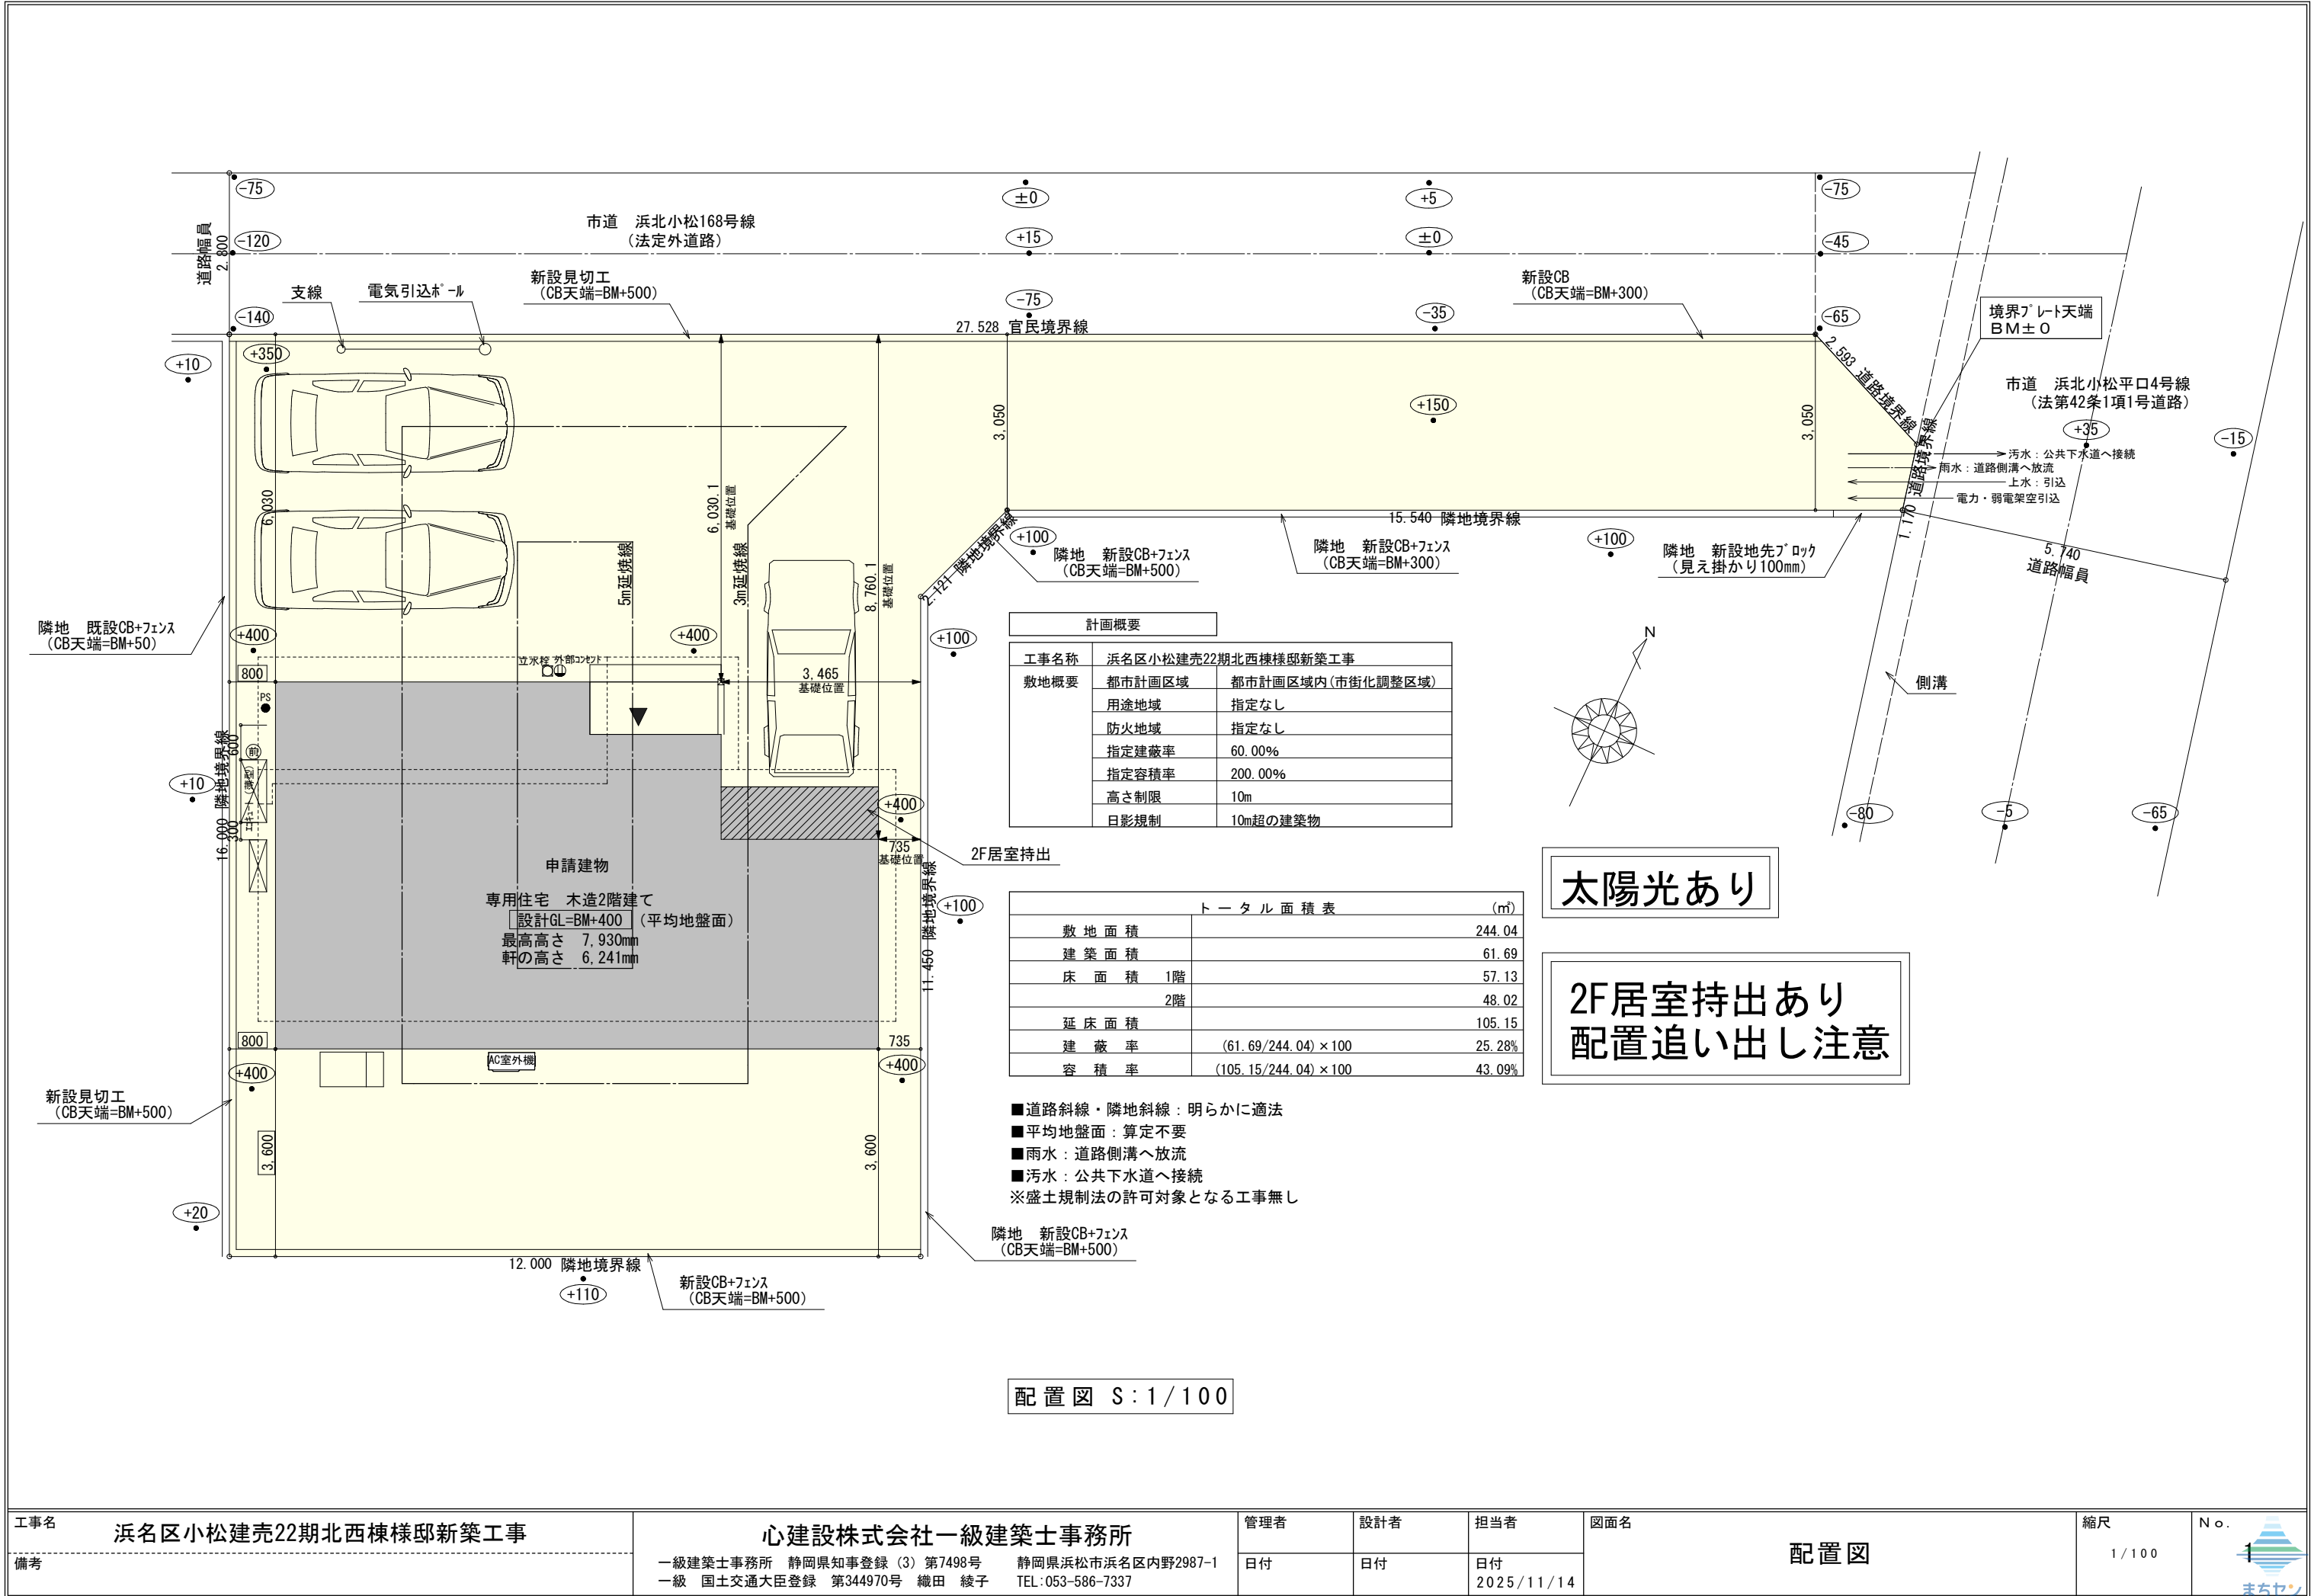 -75
±0
+5
-75
市道　浜北小松168号線
（法定外道路）
-120
+15
±0
-45
道路幅員
2.800
支線
電気引込ﾎﾟｰﾙ
新設見切工
（CB天端=BM+500）
新設CB
（CB天端=BM+300）
-140
-75
-35
-65
27.528 官民境界線
境界ﾌﾟﾚｰﾄ天端
ＢＭ±０
+10
+350
2.593 道路境界線
市道　浜北小松平口4号線
（法第42条1項1号道路）
+150
+35
-15
3,050
3,050
汚水：公共下水道へ接続
雨水：道路側溝へ放流
上水：引込
電力・弱電架空引込
1.170 道路境界線
6,030
6,030.1
基礎位置
15.540 隣地境界線
+100
+100
2.121 隣地境界線
隣地　新設CB+ﾌｪﾝｽ
（CB天端=BM+500）
隣地　新設CB+ﾌｪﾝｽ
（CB天端=BM+300）
隣地　新設地先ﾌﾞﾛｯｸ
（見え掛かり100mm）
5.740
道路幅員
5m延焼線
3m延焼線
8,760.1
基礎位置
隣地　既設CB+ﾌｪﾝｽ
（CB天端=BM+50）
+400
+400
+100
計画概要
工事名称 浜名区小松建売22期北西棟様邸新築工事
敷地概要 都市計画区域 都市計画区域内(市街化調整区域)
用途地域 指定なし
防火地域 指定なし
指定建蔽率 60.00%
指定容積率 200.00%
高さ制限 10m
日影規制 10m超の建築物
N
側溝
800
立水栓 外部ｺﾝｾﾝﾄ
3,465
基礎位置
PS
600
前
300
+10
16.000 隣地境界線
+400
735
基礎位置
2F居室持出
-80
-5
-65
申請建物
専用住宅　木造2階建て
設計GL=BM+400 （平均地盤面）
最高高さ　7,930mm
軒の高さ　6,241mm
+100
11.450 隣地境界線
太陽光あり
トータル面積表 (㎡)
敷地面積 244.04
建築面積 61.69
床面積 1階 57.13
2階 48.02
延床面積 105.15
建蔽率 (61.69/244.04)×100 25.28%
容積率 (105.15/244.04)×100 43.09%
2F居室持出あり
配置追い出し注意
800
AC室外機
735
+400
+400
新設見切工
（CB天端=BM+500）
3,600
3,600
■道路斜線・隣地斜線：明らかに適法
■平均地盤面：算定不要
■雨水：道路側溝へ放流
■汚水：公共下水道へ接続
※盛土規制法の許可対象となる工事無し
+20
隣地　新設CB+ﾌｪﾝｽ
（CB天端=BM+500）
12.000 隣地境界線
+110
新設CB+ﾌｪﾝｽ
（CB天端=BM+500）
配置図 S:1/100
工事名 浜名区小松建売22期北西棟様邸新築工事
備考
心建設株式会社一級建築士事務所
一級建築士事務所　静岡県知事登録（3）第7498号　静岡県浜松市浜名区内野2987-1
一級　国土交通大臣登録　第344970号　織田　綾子　TEL:053-586-7337
管理者 設計者 担当者
日付 日付 日付
2025/11/14
図面名
配置図
縮尺
1/100
No.
1
まちセン